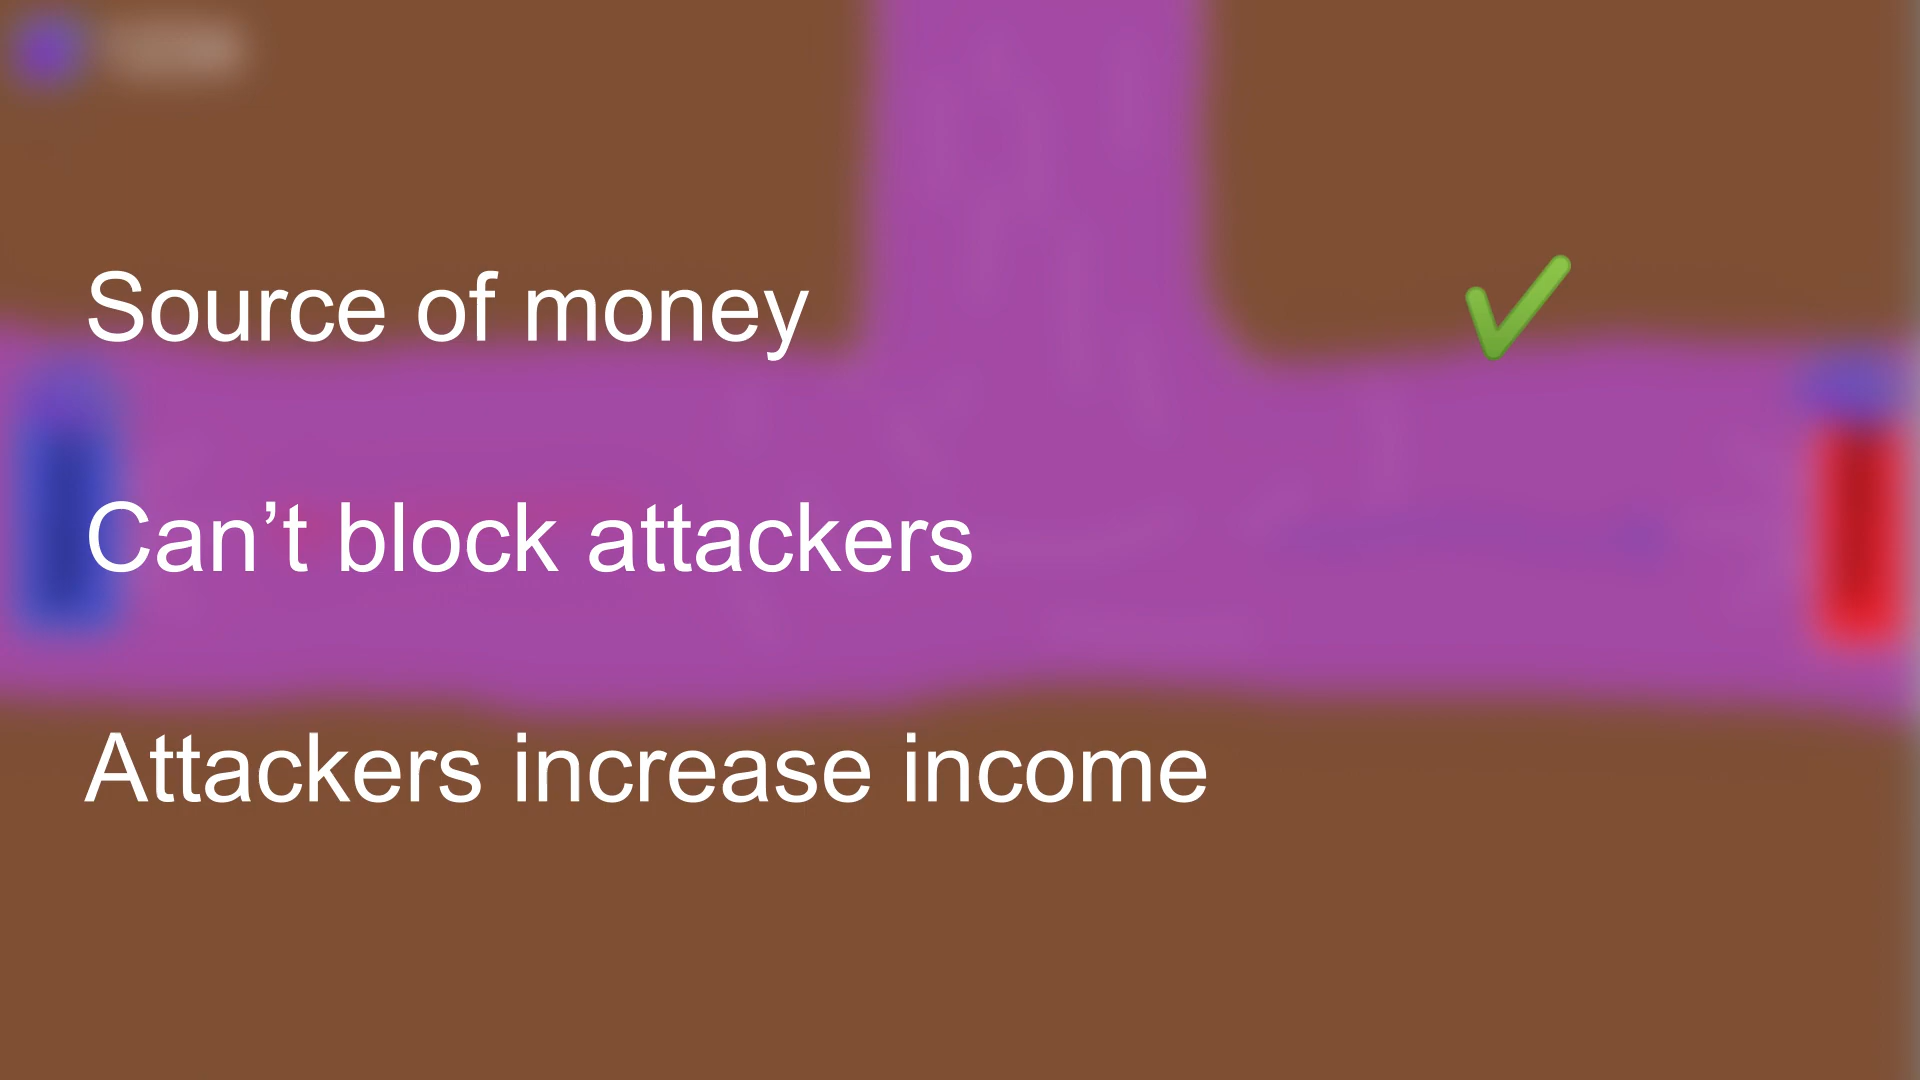 Source of money ✔
Can’t block attackers
Attackers increase income